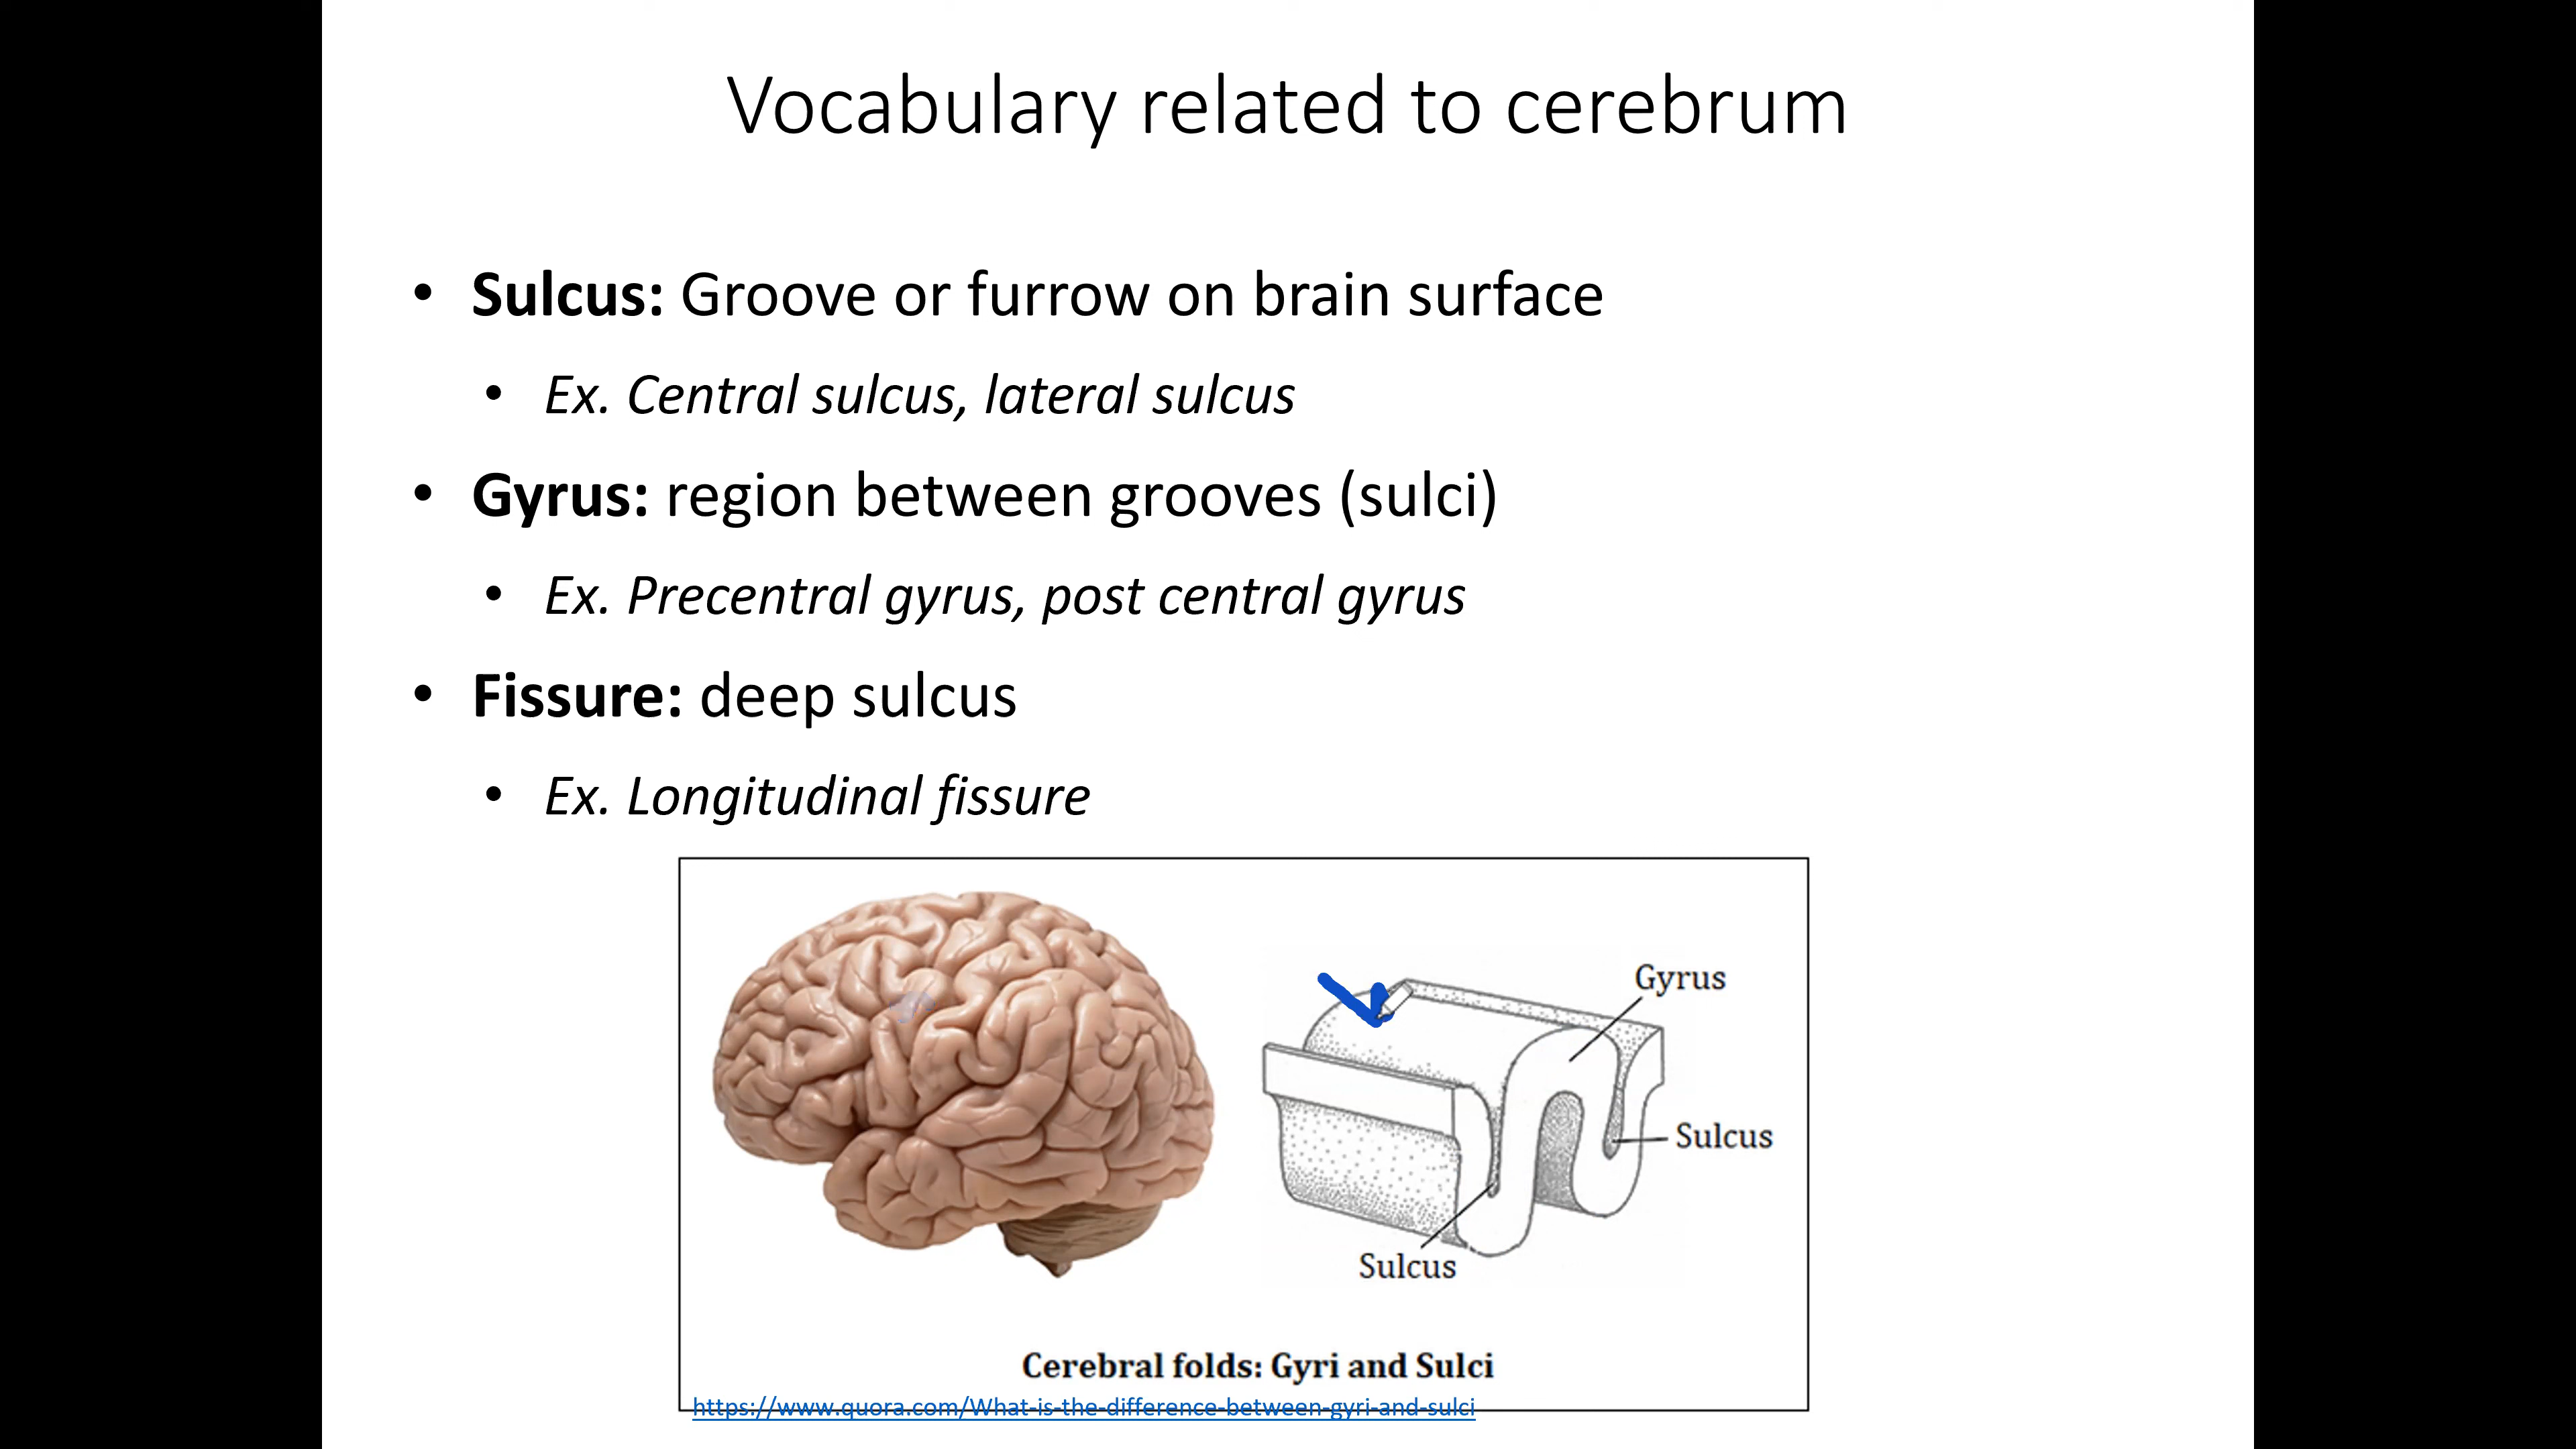 Vocabulary related to cerebrum
• Sulcus: Groove or furrow on brain surface
• Ex. Central sulcus, lateral sulcus
• Gyrus: region between grooves (sulci)
• Ex. Precentral gyrus, post central gyrus
• Fissure: deep sulcus
• Ex. Longitudinal fissure
Gyrus
Sulcus
Sulcus
Cerebral folds: Gyri and Sulci
https://www.quora.com/What-is-the-difference-between-gyri-and-sulci